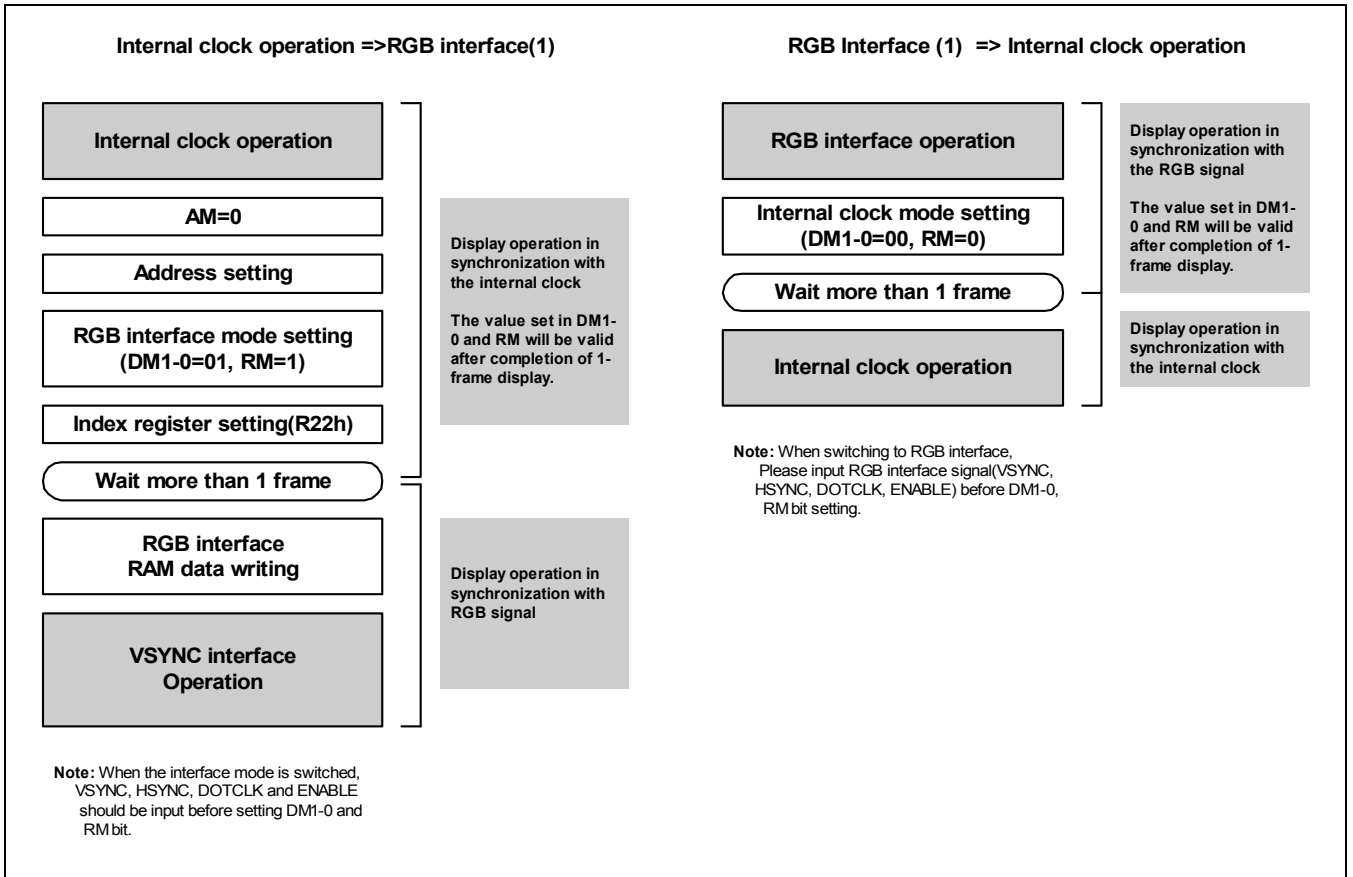 Internal clock operation =>RGB interface(1)
Internal clock operation
AM=0
Address setting
RGB interface mode setting
(DM1-0=01, RM=1)
Index register setting(R22h)
Wait more than 1 frame
RGB interface
RAM data writing
VSYNC interface
Operation
Display operation in
synchronization with
the internal clock
The value set in DM1-
0 and RM will be valid
after completion of 1-
frame display.
Display operation in
synchronization with
RGB signal
Note: When the interface mode is switched,
VSYNC, HSYNC, DOTCLK and ENABLE
should be input before setting DM1-0 and
RM bit.
RGB Interface (1) => Internal clock operation
RGB interface operation
Internal clock mode setting
(DM1-0=00, RM=0)
Wait more than 1 frame
Internal clock operation
Display operation in
synchronization with
the RGB signal
The value set in DM1-
0 and RM will be valid
after completion of 1-
frame display.
Display operation in
synchronization with
the internal clock
Note: When switching to RGB interface,
Please input RGB interface signal(VSYNC,
HSYNC, DOTCLK, ENABLE) before DM1-0,
RM bit setting.